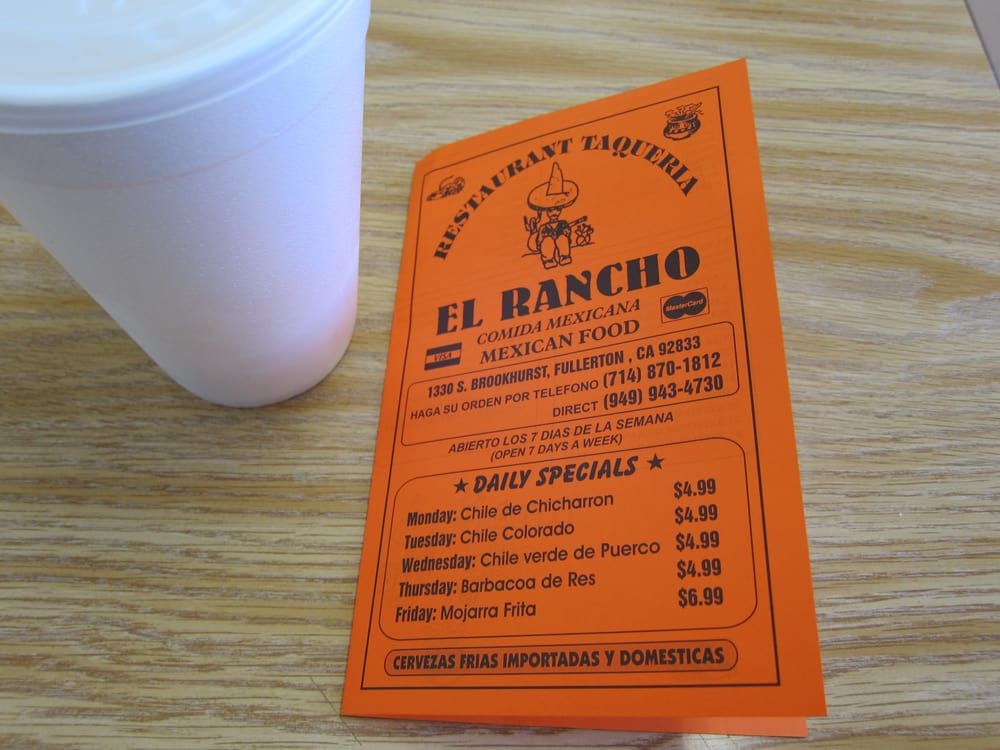 RESTAURANT TAQUERIA
EL RANCHO
COMIDA MEXICANA
MEXICAN FOOD
VISA
MasterCard
1330 S. BROOKHURST, FULLERTON , CA 92833
HAGA SU ORDEN POR TELEFONO (714) 870-1812
DIRECT (949) 943-4730
ABIERTO LOS 7 DIAS DE LA SEMANA
(OPEN 7 DAYS A WEEK)
★ DAILY SPECIALS ★
Monday: Chile de Chicharron $4.99
Tuesday: Chile Colorado $4.99
Wednesday: Chile verde de Puerco $4.99
Thursday: Barbacoa de Res $4.99
Friday: Mojarra Frita $6.99
CERVEZAS FRIAS IMPORTADAS Y DOMESTICAS